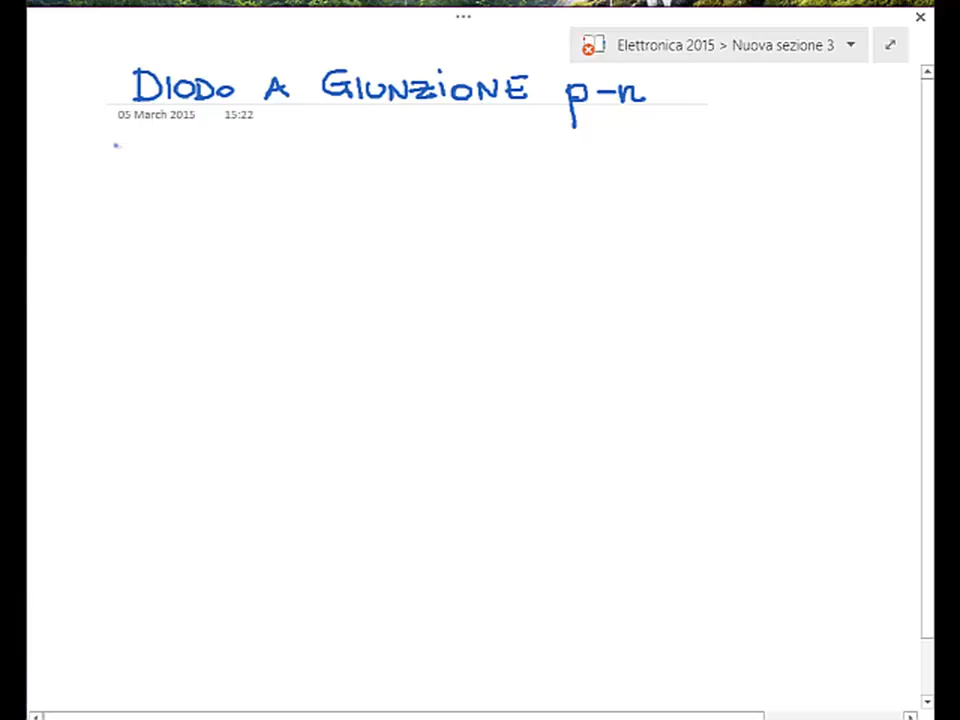 Elettronica 2015 > Nuova sezione 3
DIODO A GIUNZIONE p-n
05 March 2015 15:22